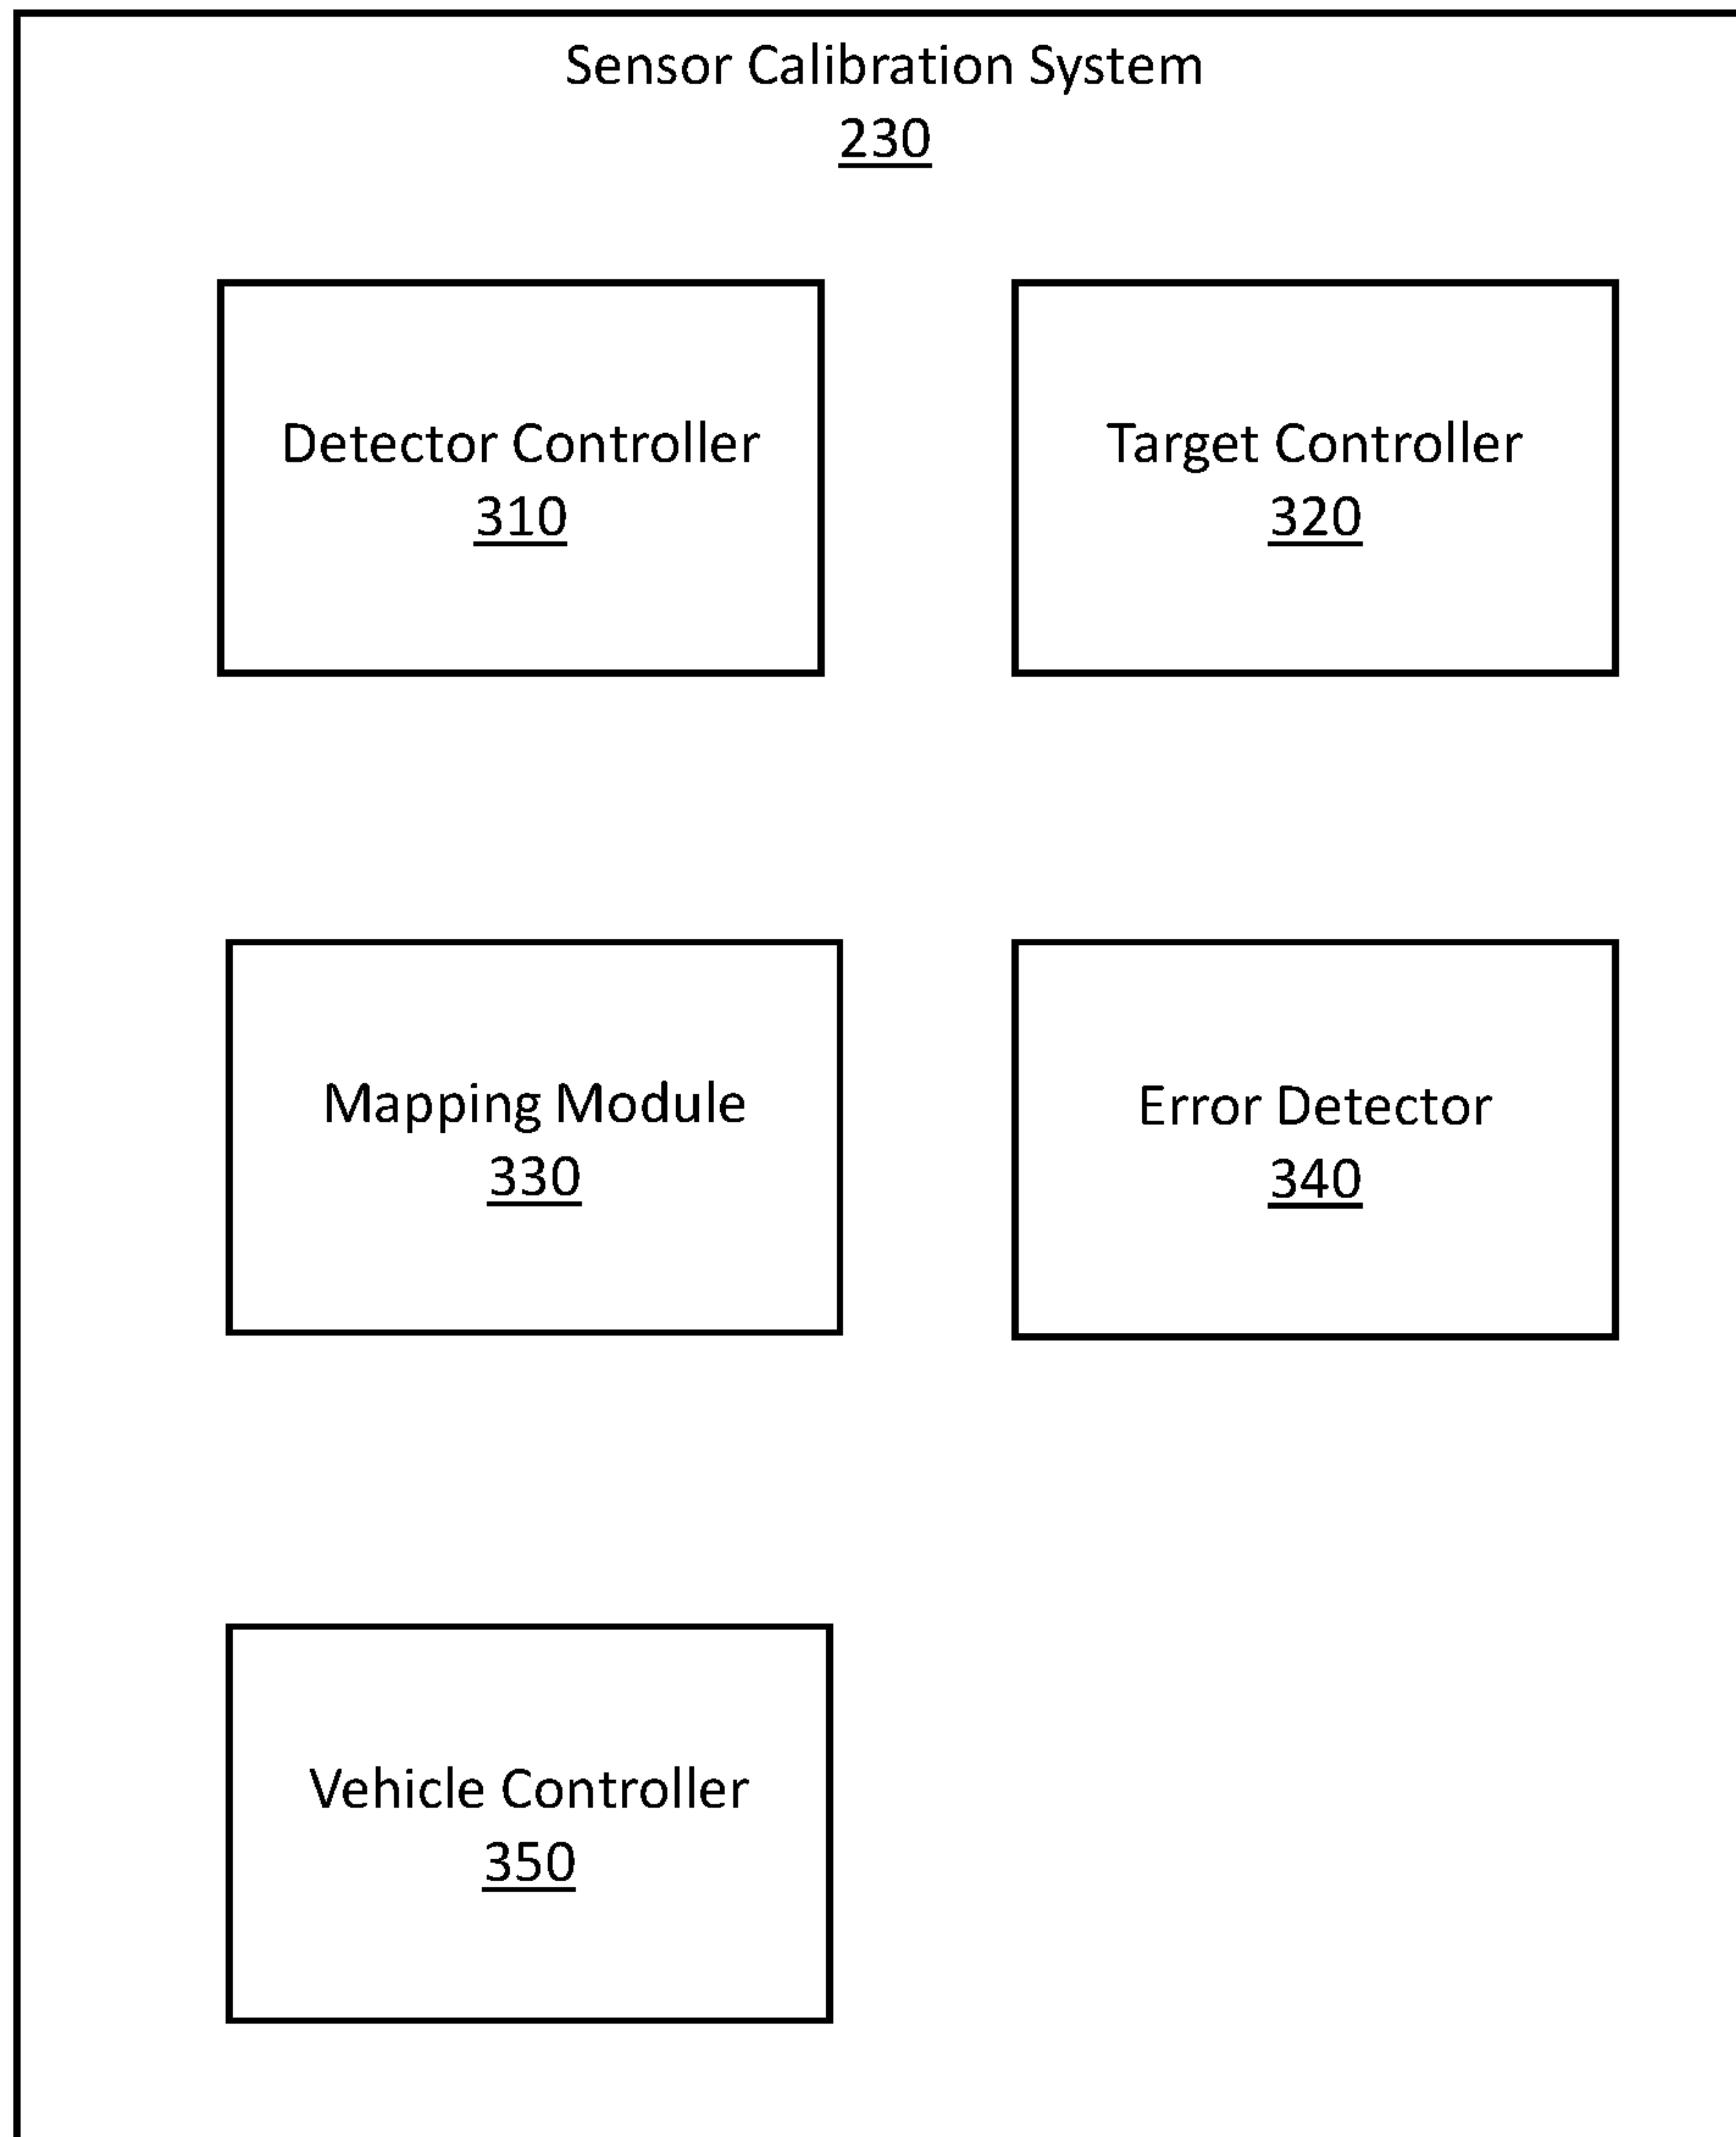 Sensor Calibration System
230
Detector Controller
310
Target Controller
320
Mapping Module
330
Error Detector
340
Vehicle Controller
350